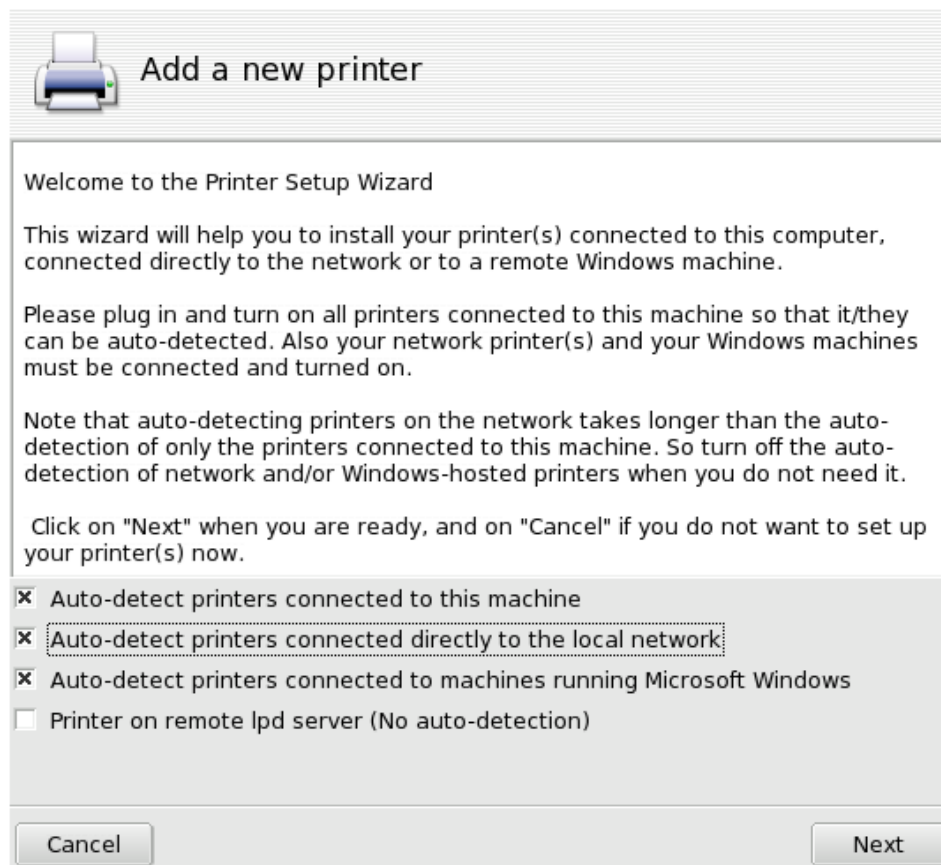 Add a new printer
Welcome to the Printer Setup Wizard
This wizard will help you to install your printer(s) connected to this computer,
connected directly to the network or to a remote Windows machine.
Please plug in and turn on all printers connected to this machine so that it/they
can be auto-detected. Also your network printer(s) and your Windows machines
must be connected and turned on.
Note that auto-detecting printers on the network takes longer than the auto-
detection of only the printers connected to this machine. So turn off the auto-
detection of network and/or Windows-hosted printers when you do not need it.
Click on "Next" when you are ready, and on "Cancel" if you do not want to set up
your printer(s) now.
Auto-detect printers connected to this machine
Auto-detect printers connected directly to the local network
Auto-detect printers connected to machines running Microsoft Windows
Printer on remote lpd server (No auto-detection)
Cancel
Next